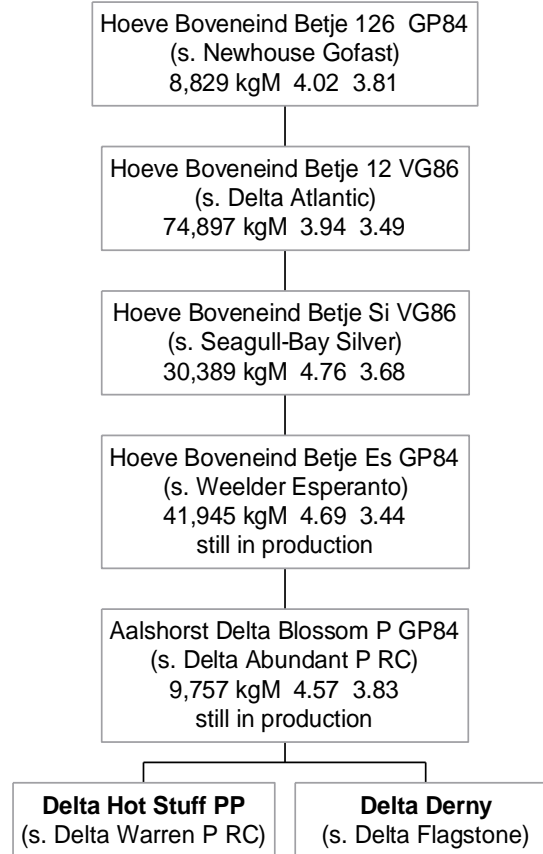 Hoeve Boveneind Betje 126 GP84
(s. Newhouse Gofast)
8,829 kgM 4.02 3.81
Hoeve Boveneind Betje 12 VG86
(s. Delta Atlantic)
74,897 kgM 3.94 3.49
Hoeve Boveneind Betje Si VG86
(s. Seagull-Bay Silver)
30,389 kgM 4.76 3.68
Hoeve Boveneind Betje Es GP84
(s. Weelder Esperanto)
41,945 kgM 4.69 3.44
still in production
Aalshorst Delta Blossom P GP84
(s. Delta Abundant P RC)
9,757 kgM 4.57 3.83
still in production
Delta Hot Stuff PP
(s. Delta Warren P RC)
Delta Derny
(s. Delta Flagstone)